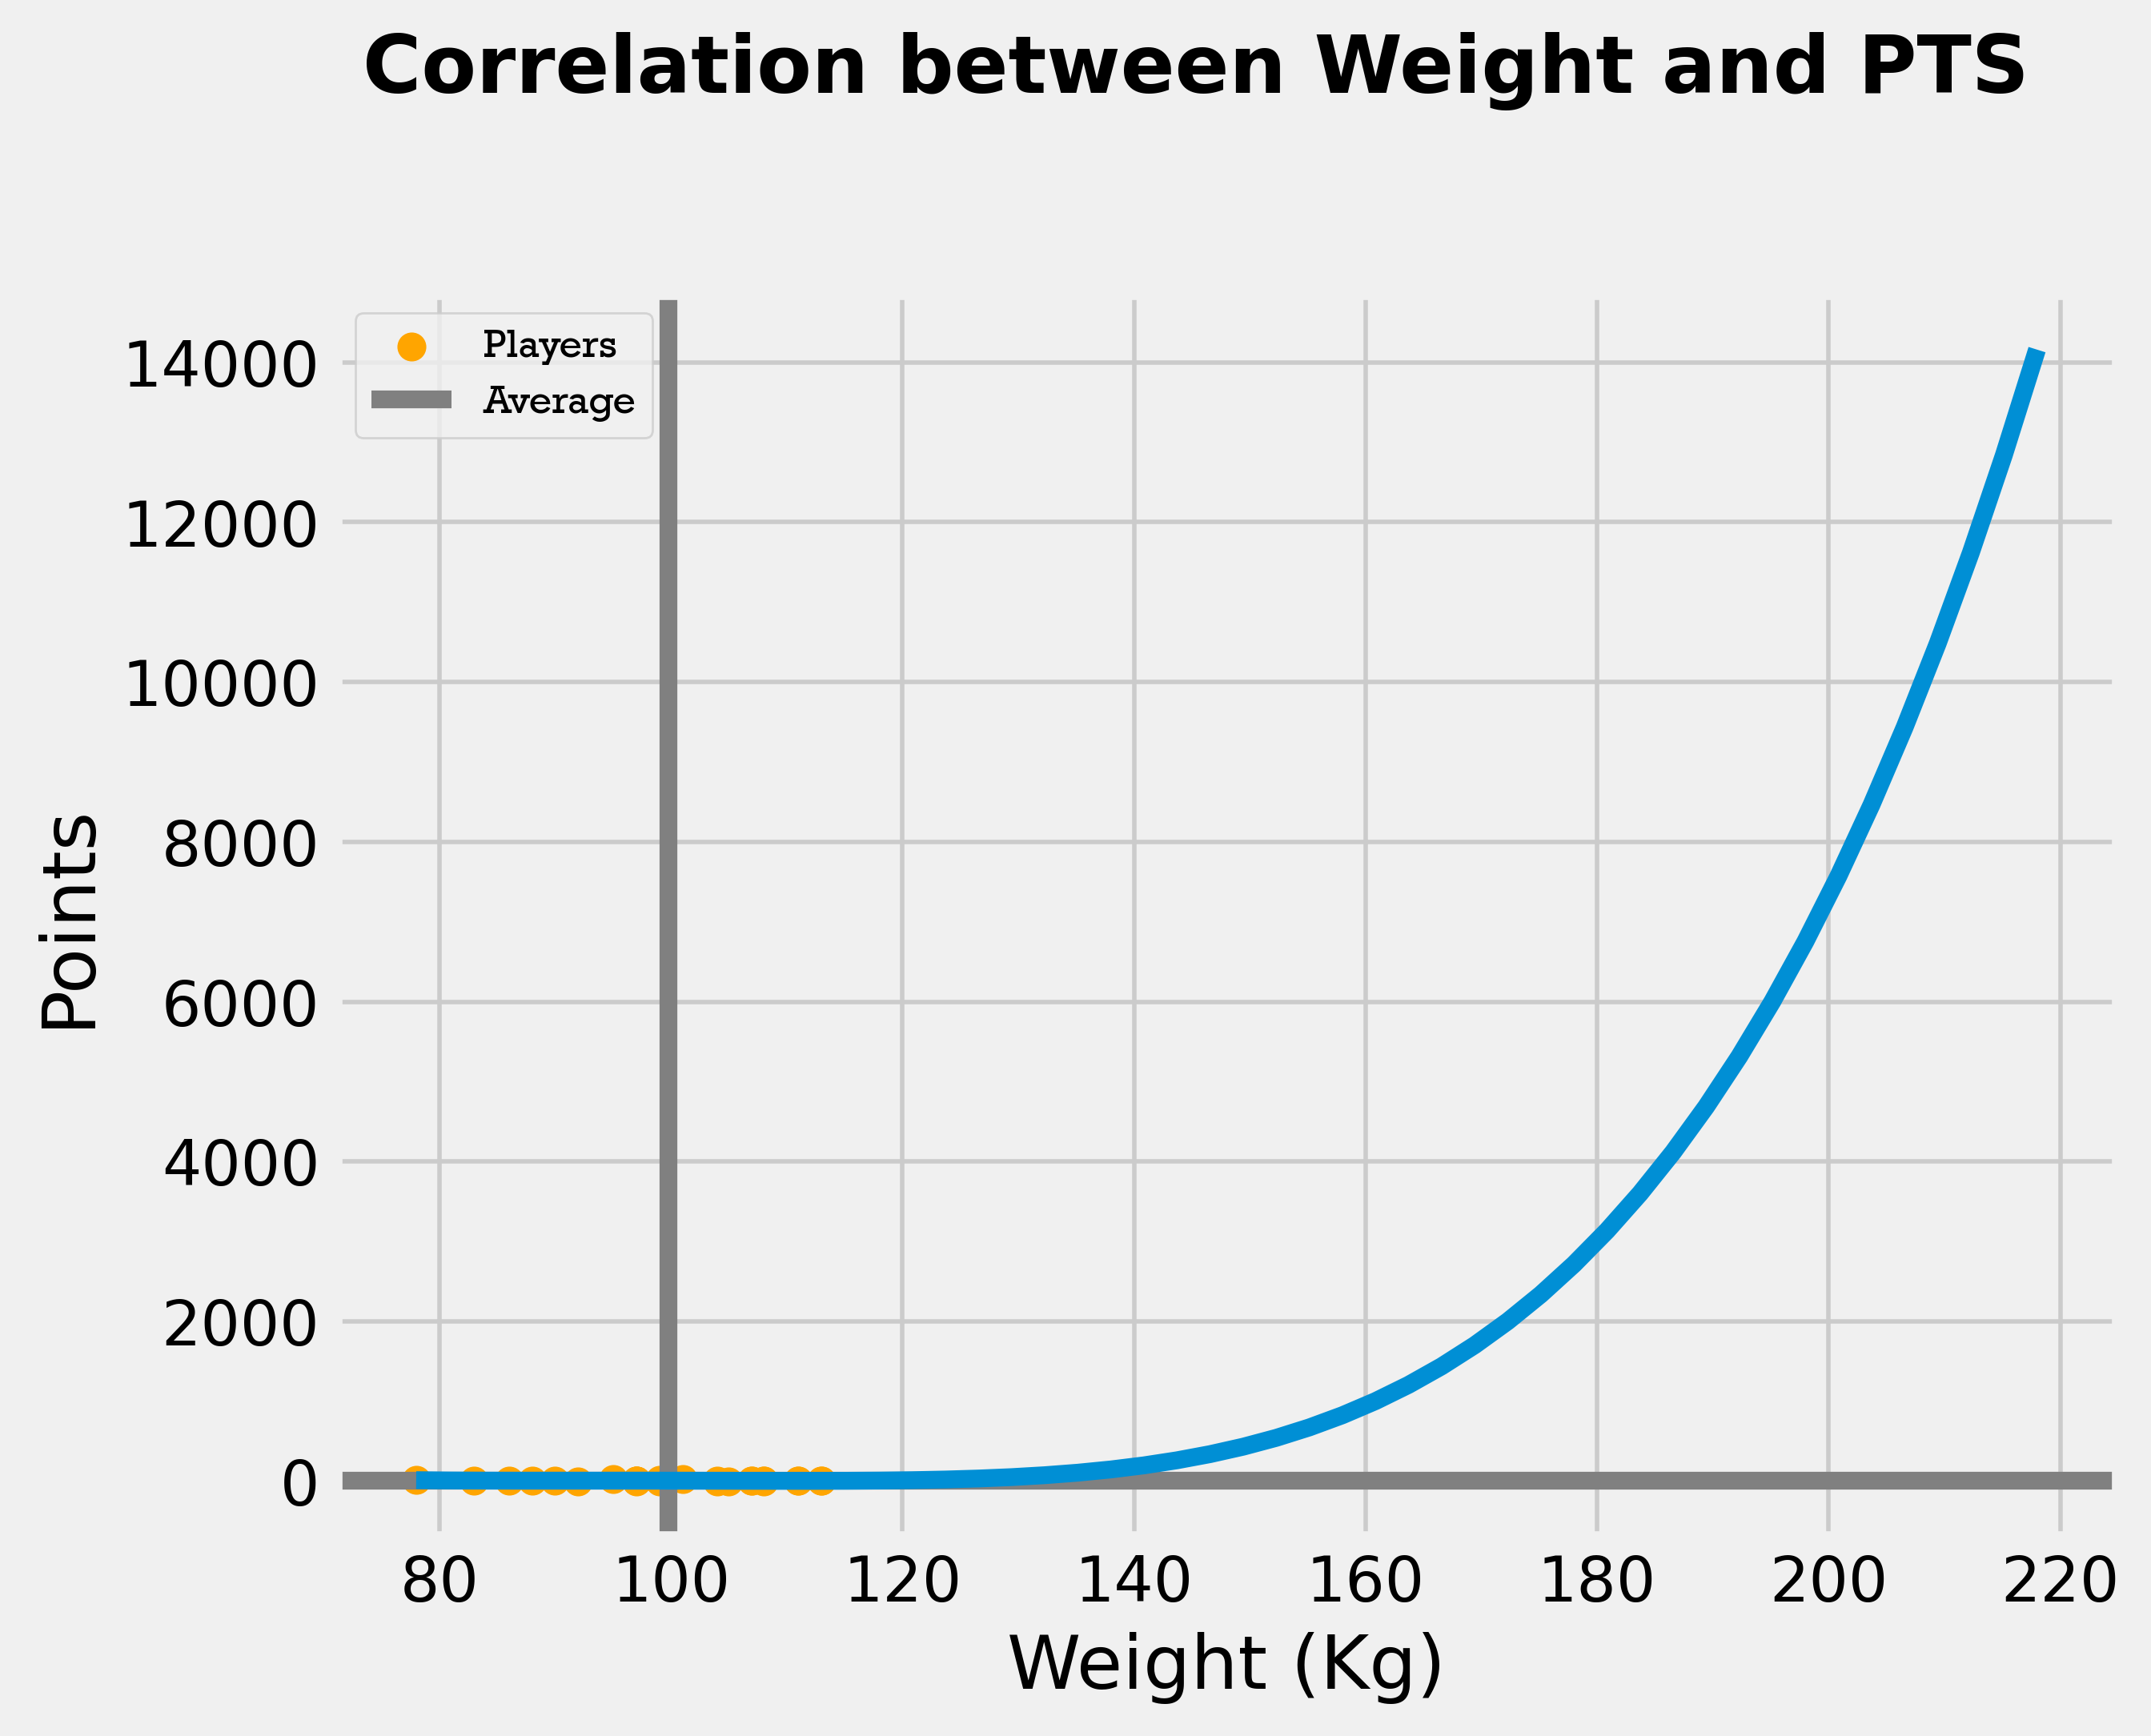 Correlation between Weight and PTS
Players
Average
14000
12000
10000
8000
6000
4000
2000
0
Points
80 100 120 140 160 180 200 220
Weight (Kg)